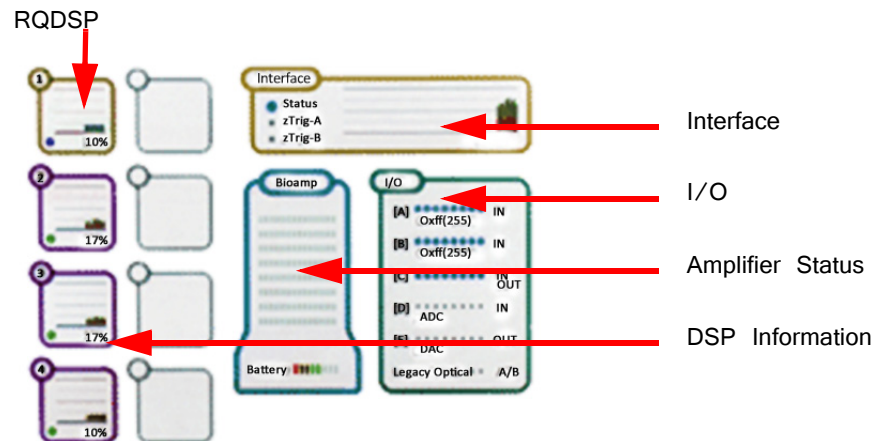 RQDSP
1
10%
2
17%
3
17%
4
10%
Interface
Status
zTrig-A
zTrig-B
Bioamp
Battery
I/O
[A] IN
Oxff(255)
[B] IN
Oxff(255)
[C] IN
OUT
[D] IN
ADC
[E] OUT
DAC
Legacy Optical A/B
Interface
I/O
Amplifier Status
DSP Information